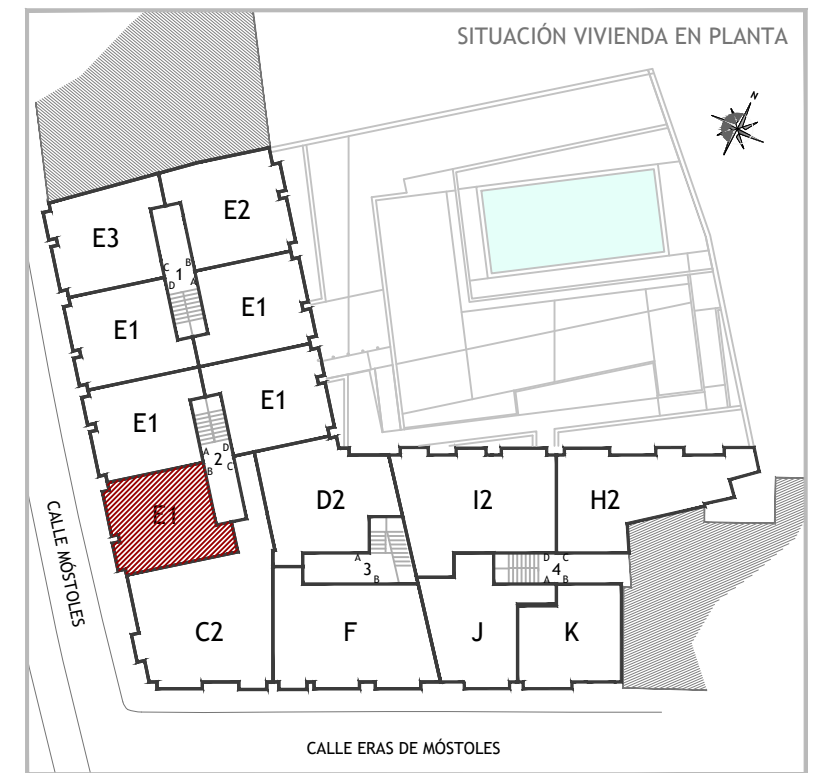 SITUACIÓN VIVIENDA EN PLANTA
N
E3
E2
C
B
1
D
A
E1
E1
E1
E1
A
D
2
B
C
E1
D2
I2
H2
A
3
B
D
C
4
A
B
C2
F
J
K
CALLE MÓSTOLES
CALLE ERAS DE MÓSTOLES